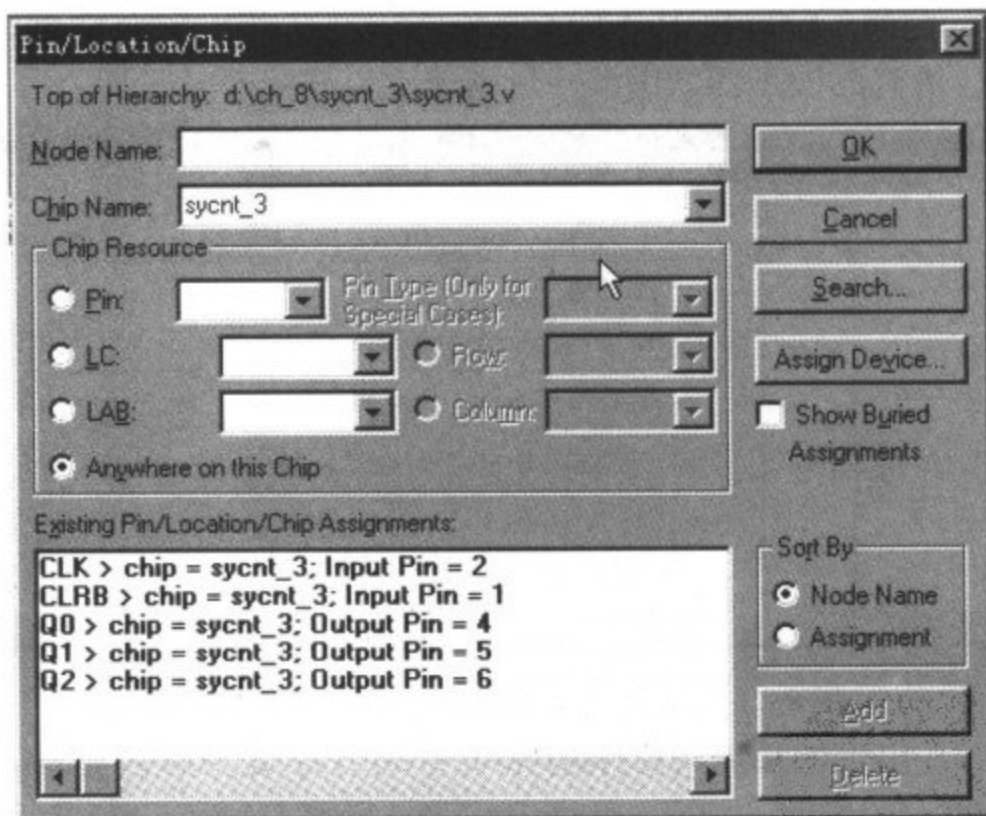 Pin/Location/Chip
Top of Hierarchy: d:\ch_8\sycnt_3\sycnt_3.v
Node Name:
OK
Chip Name: sycnt_3
Cancel
Chip Resource
Pin:
Pin Type (Only for
Special Cases):
Search...
LC:
Row:
Assign Device...
LAB:
Column:
Show Buried
Assignments
Anywhere on this Chip
Existing Pin/Location/Chip Assignments:
CLK > chip = sycnt_3; Input Pin = 2
CLRB > chip = sycnt_3; Input Pin = 1
Q0 > chip = sycnt_3; Output Pin = 4
Q1 > chip = sycnt_3; Output Pin = 5
Q2 > chip = sycnt_3; Output Pin = 6
Sort By
Node Name
Assignment
Add
Delete